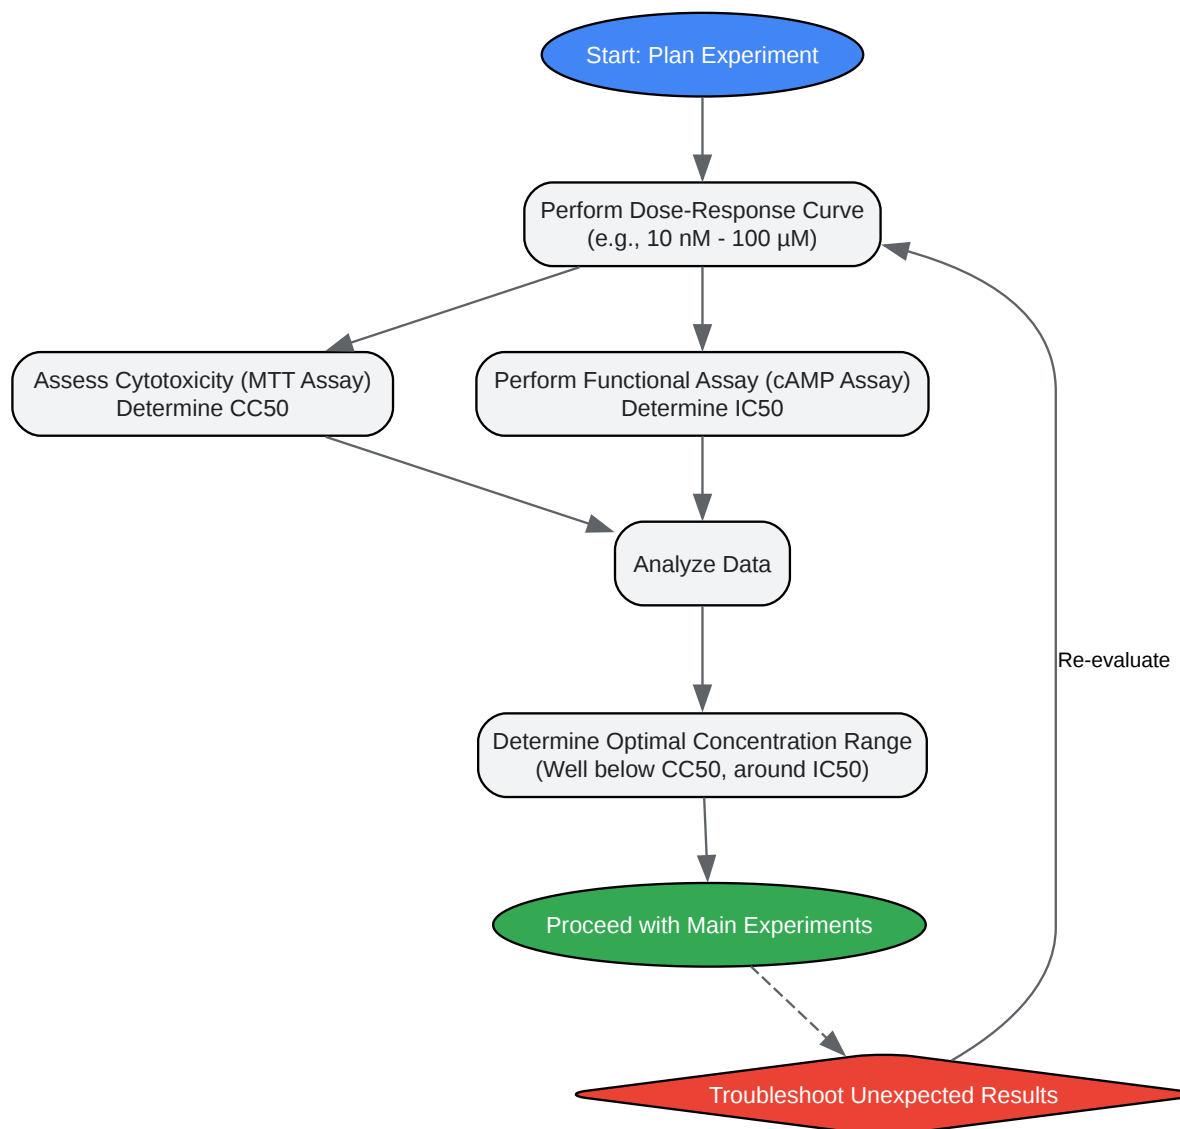 Start: Plan Experiment
Perform Dose-Response Curve
(e.g., 10 nM - 100 µM)
Assess Cytotoxicity (MTT Assay)
Determine CC50
Perform Functional Assay (cAMP Assay)
Determine IC50
Analyze Data
Re-evaluate
Determine Optimal Concentration Range
(Well below CC50, around IC50)
Proceed with Main Experiments
Troubleshoot Unexpected Results